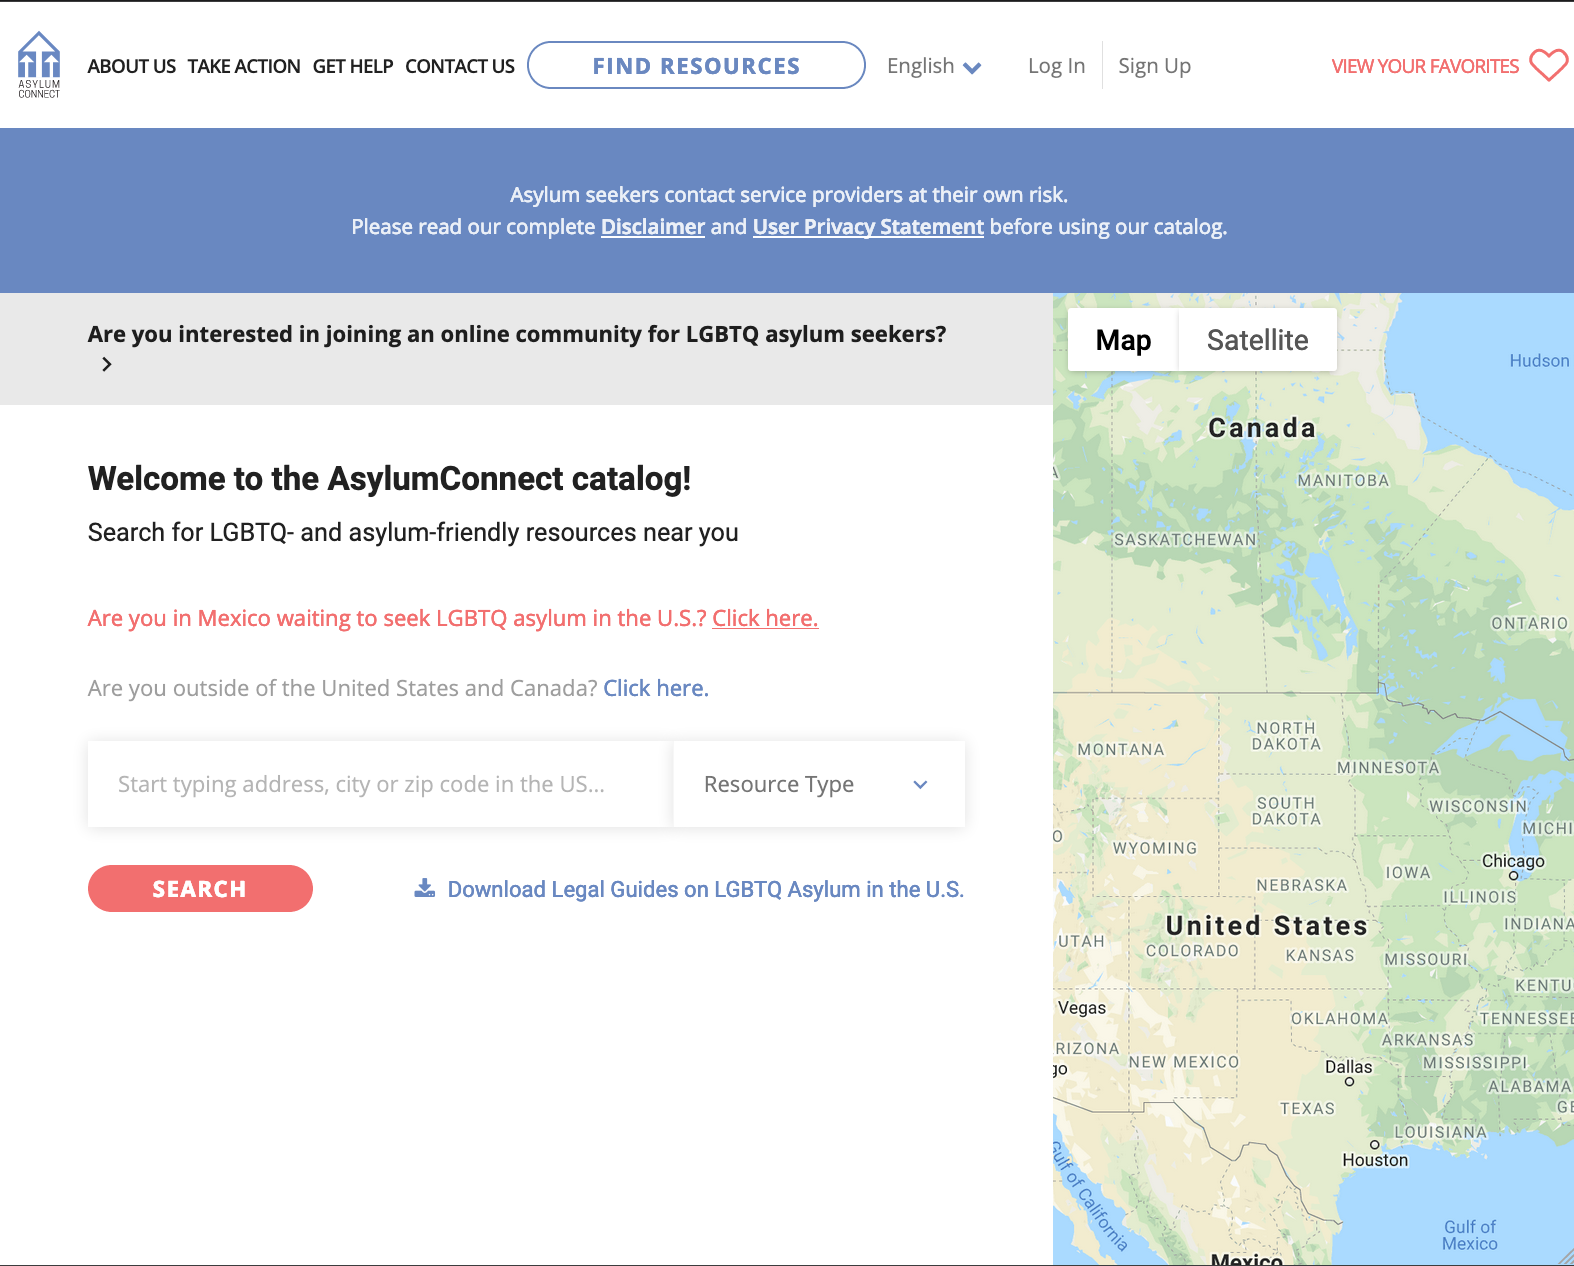 ASYLUM
CONNECT
ABOUT US TAKE ACTION GET HELP CONTACT US FIND RESOURCES English Log In Sign Up VIEW YOUR FAVORITES
Asylum seekers contact service providers at their own risk.
Please read our complete Disclaimer and User Privacy Statement before using our catalog.
Are you interested in joining an online community for LGBTQ asylum seekers?
Welcome to the AsylumConnect catalog!
Search for LGBTQ- and asylum-friendly resources near you
Are you in Mexico waiting to seek LGBTQ asylum in the U.S.? Click here.
Are you outside of the United States and Canada? Click here.
Start typing address, city or zip code in the US... Resource Type
SEARCH Download Legal Guides on LGBTQ Asylum in the U.S.
Map Satellite
Hudson
Canada
MANITOBA
SASKATCHEWAN
ONTARIO
NORTH
DAKOTA
MONTANA
MINNESOTA
SOUTH
DAKOTA
WISCONSIN
MICHI
WYOMING
Chicago
IOWA
NEBRASKA
ILLINOIS
United States
INDIANA
UTAH
COLORADO
KANSAS
MISSOURI
KENTU
Vegas
OKLAHOMA
TENNESSEE
ARKANSAS
RIZONA
NEW MEXICO
MISSISSIPPI
go
Dallas
ALABAMA
TEXAS
GE
LOUISIANA
Houston
Gulf of California
Gulf of
Mexico
Mexico